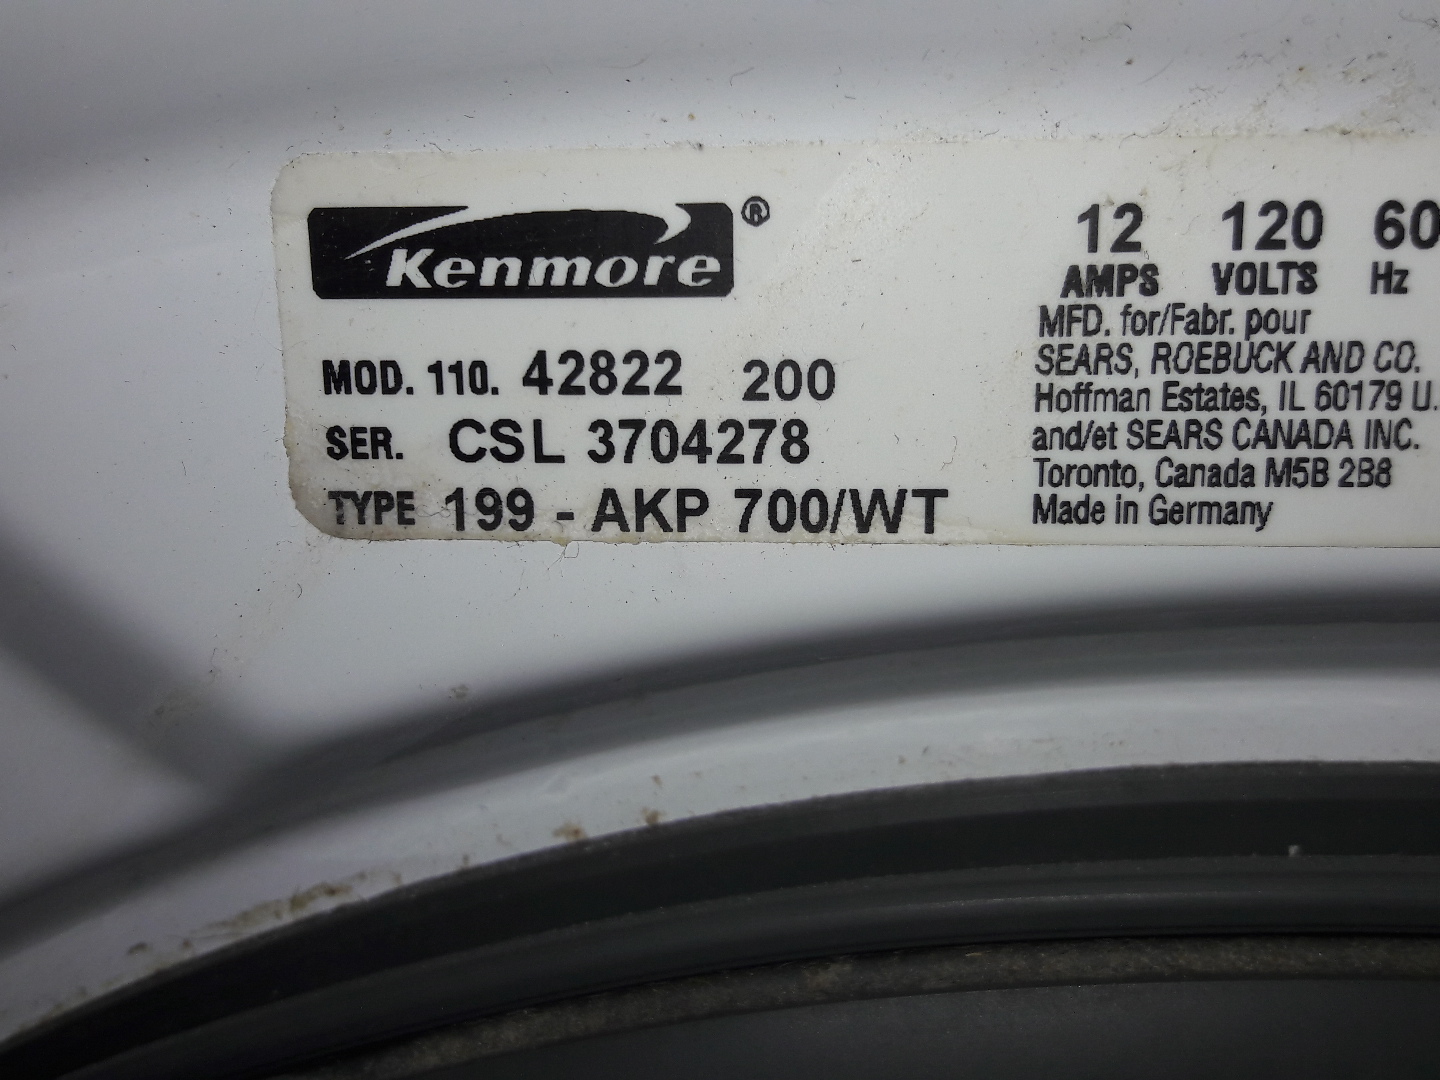 Kenmore®
MOD. 110. 42822 200
SER. CSL 3704278
TYPE 199 - AKP 700/WT
12 120 60
AMPS VOLTS Hz
MFD. for/Fabr. pour
SEARS, ROEBUCK AND CO.
Hoffman Estates, IL 60179 U.
and/et SEARS CANADA INC.
Toronto, Canada M5B 2B8
Made in Germany